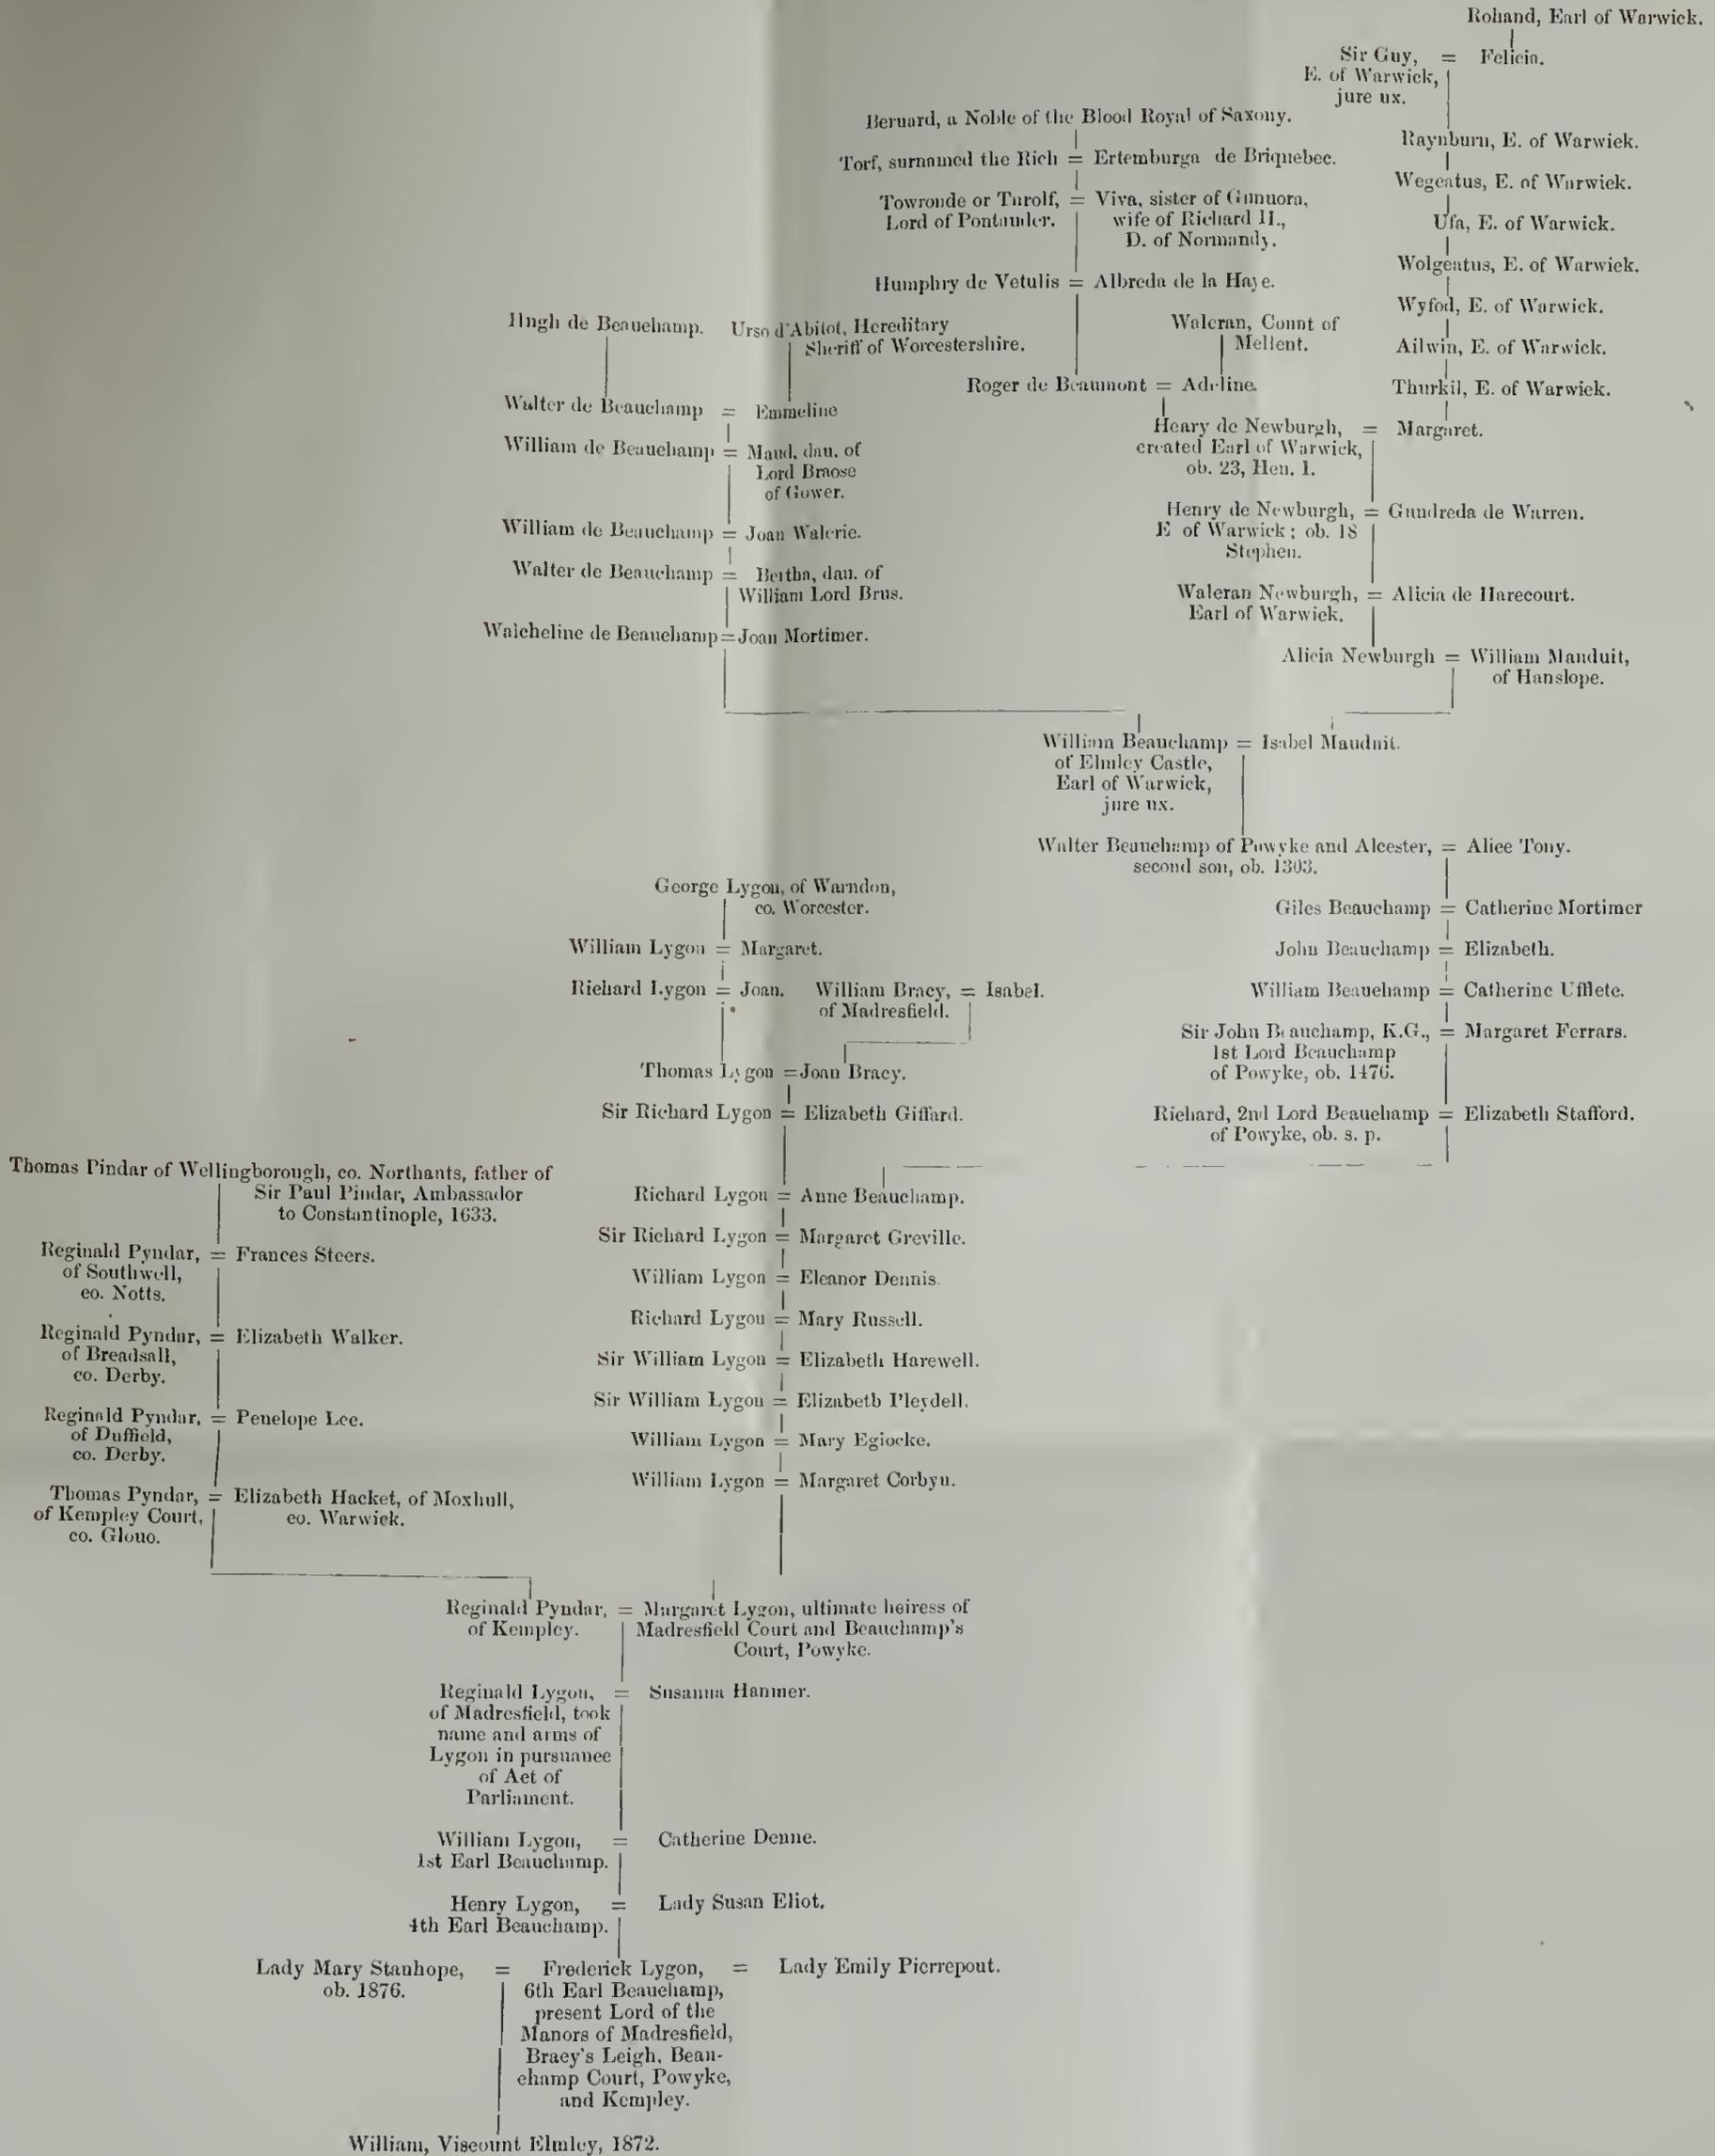 Rohand, Earl of Warwick.
Sir Guy, = Felicia.
E. of Warwick,
jure ux.
Bernard, a Noble of the Blood Royal of Saxony.
Raynburn, E. of Warwick.
Torf, surnamed the Rich = Ertemburga de Briquebec.
Wegeatus, E. of Warwick.
Towronde or Turolf, = Viva, sister of Gunnora,
Lord of Pontauder. wife of Richard II.,
D. of Normandy.
Ufa, E. of Warwick.
Wolgeatus, E. of Warwick.
Humphry de Vetulis = Albreda de la Haye.
Wyfod, E. of Warwick.
Hugh de Beauchamp. Urso d'Abitot, Hereditary
Sheriff of Worcestershire.
Waleran, Count of
Mellent.
Ailwin, E. of Warwick.
Roger de Beaumont = Adeline.
Thurkil, E. of Warwick.
Walter de Beauchamp = Emmeline
Henry de Newburgh, = Margaret.
created Earl of Warwick,
ob. 23, Hen. I.
William de Beauchamp = Maud, dau. of
Lord Braose
of Gower.
Henry de Newburgh, = Gundreda de Warren.
E of Warwick; ob. 18
Stephen.
William de Beauchamp = Joan Walerie.
Walter de Beauchamp = Bertha, dau. of
William Lord Brus.
Waleran Newburgh, = Alicia de Harecourt.
Earl of Warwick.
Walcheline de Beauchamp = Joan Mortimer.
Alicia Newburgh = William Manduit,
of Hanslope.
William Beauchamp = Isabel Mauduit.
of Elmley Castle,
Earl of Warwick,
jure ux.
Walter Beauchamp of Powyke and Alcester, = Alice Tony.
second son, ob. 1303.
George Lygon, of Warndon,
co. Worcester.
Giles Beauchamp = Catherine Mortimer
William Lygon = Margaret.
John Beauchamp = Elizabeth.
Richard Lygon = Joan. William Bracy, = Isabel.
of Madresfield.
William Beauchamp = Catherine Ufflete.
Sir John Beauchamp, K.G., = Margaret Ferrars.
1st Lord Beauchamp
of Powyke, ob. 1476.
Thomas Lygon = Joan Bracy.
Sir Richard Lygon = Elizabeth Giffard.
Richard, 2nd Lord Beauchamp = Elizabeth Stafford.
of Powyke, ob. s. p.
Thomas Pindar of Wellingborough, co. Northants, father of
Sir Paul Pindar, Ambassador
to Constantinople, 1633.
Richard Lygon = Anne Beauchamp.
Sir Richard Lygon = Margaret Greville.
Reginald Pyndar, = Frances Steers.
of Southwell,
co. Notts.
William Lygon = Eleanor Dennis.
Richard Lygon = Mary Russell.
Reginald Pyndar, = Elizabeth Walker.
of Breadsall,
co. Derby.
Sir William Lygon = Elizabeth Harewell.
Sir William Lygon = Elizabeth Pleydell.
Reginald Pyndar, = Penelope Lee.
of Duffield,
co. Derby.
William Lygon = Mary Egiocke.
William Lygon = Margaret Corbyn.
Thomas Pyndar, = Elizabeth Hacket, of Moxhull,
of Kempley Court, co. Warwick.
co. Glouo.
Reginald Pyndar, = Margaret Lygon, ultimate heiress of
of Kempley. Madresfield Court and Beauchamp's
Court, Powyke.
Reginald Lygon, = Susanna Hanmer.
of Madresfield, took
name and arms of
Lygon in pursuance
of Act of
Parliament.
William Lygon, = Catherine Denne.
1st Earl Beauchamp.
Henry Lygon, = Lady Susan Eliot.
4th Earl Beauchamp.
Lady Mary Stanhope, = Frederick Lygon, = Lady Emily Pierrepont.
ob. 1876. 6th Earl Beauchamp,
present Lord of the
Manors of Madresfield,
Bracy's Leigh, Beau-
champ Court, Powyke,
and Kempley.
William, Viscount Elmley, 1872.